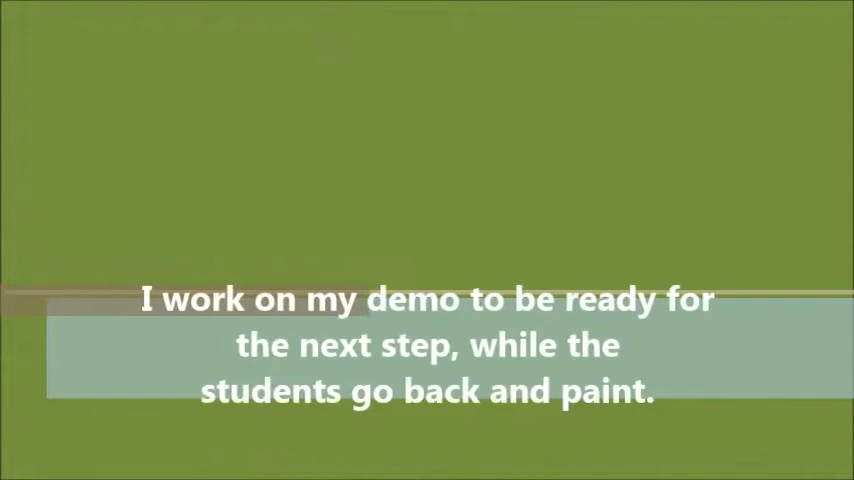 I work on my demo to be ready for
the next step, while the
students go back and paint.